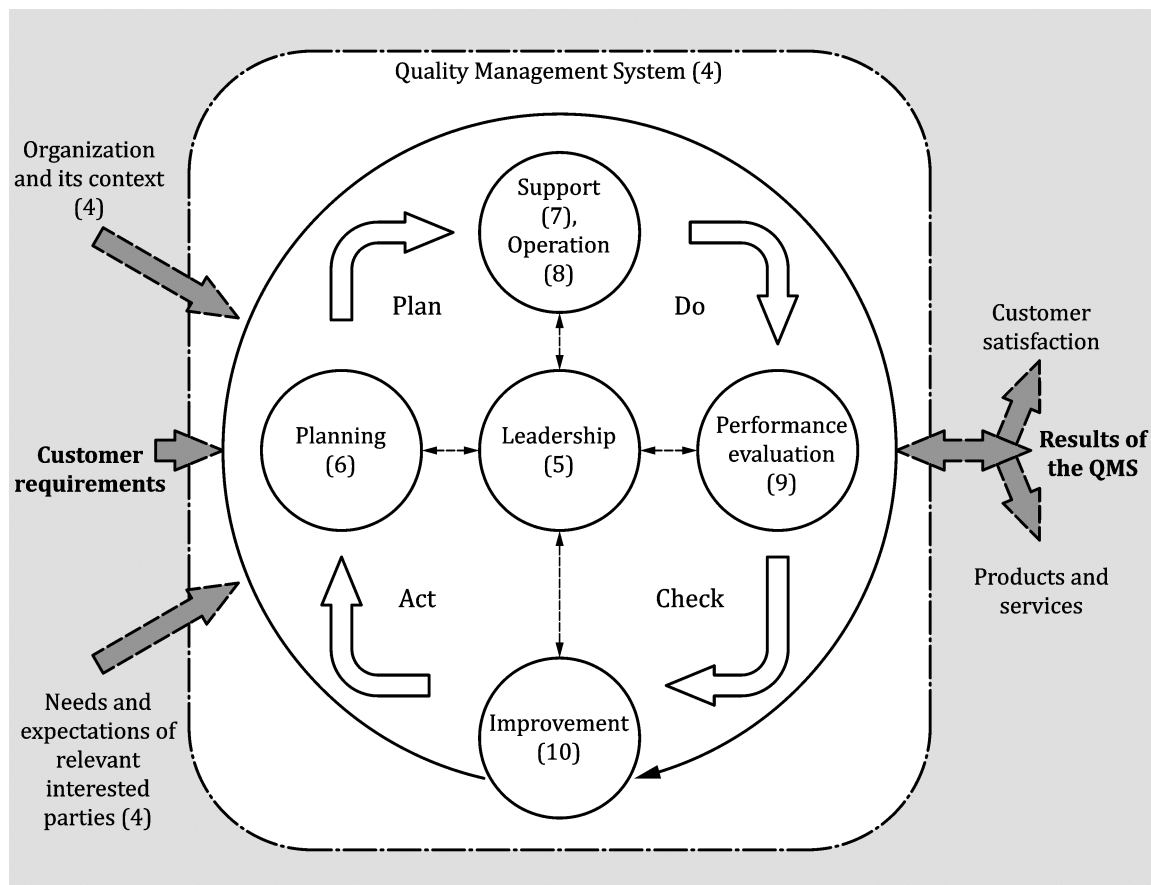 Quality Management System (4)
Organization
and its context
(4)
Support
(7),
Operation
(8)
Plan
Do
Customer
satisfaction
Planning
(6)
Leadership
(5)
Performance
evaluation
(9)
Customer
requirements
Results of
the QMS
Act
Check
Products and
services
Needs and
expectations of
relevant
interested
parties (4)
Improvement
(10)